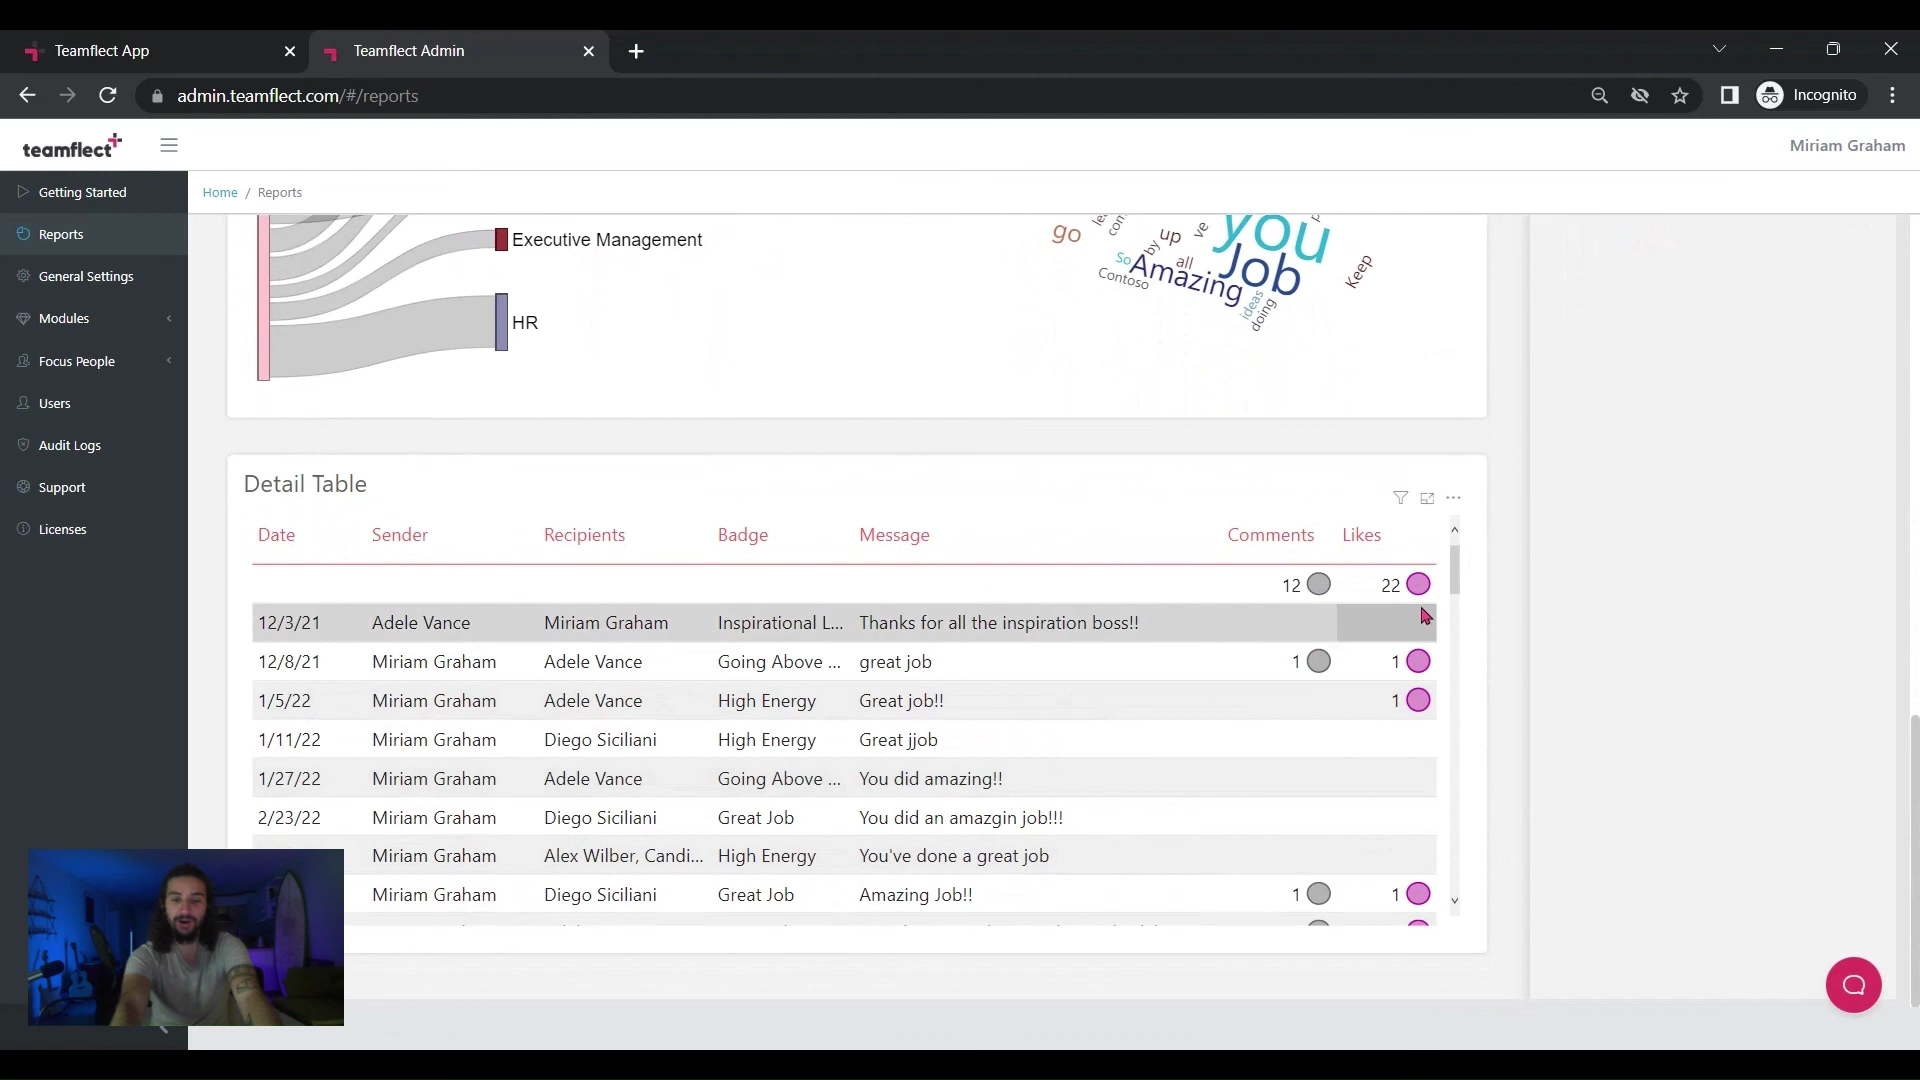 Teamflect App
Teamflect Admin
admin.teamflect.com/#/reports
Incognito
teamflect
Miriam Graham
Getting Started
Reports
General Settings
Modules
Focus People
Users
Audit Logs
Support
Licenses
Home / Reports
Executive Management
HR
you
Job
Amazing
go
up
by
ve
So
all
Contoso
Keep
ideas
doing
Detail Table
Date Sender Recipients Badge Message Comments Likes
12 22
12/3/21 Adele Vance Miriam Graham Inspirational L... Thanks for all the inspiration boss!!
12/8/21 Miriam Graham Adele Vance Going Above ... great job 1 1
1/5/22 Miriam Graham Adele Vance High Energy Great job!! 1
1/11/22 Miriam Graham Diego Siciliani High Energy Great jjob
1/27/22 Miriam Graham Adele Vance Going Above ... You did amazing!!
2/23/22 Miriam Graham Diego Siciliani Great Job You did an amazgin job!!!
Miriam Graham Alex Wilber, Candi... High Energy You've done a great job
Miriam Graham Diego Siciliani Great Job Amazing Job!! 1 1